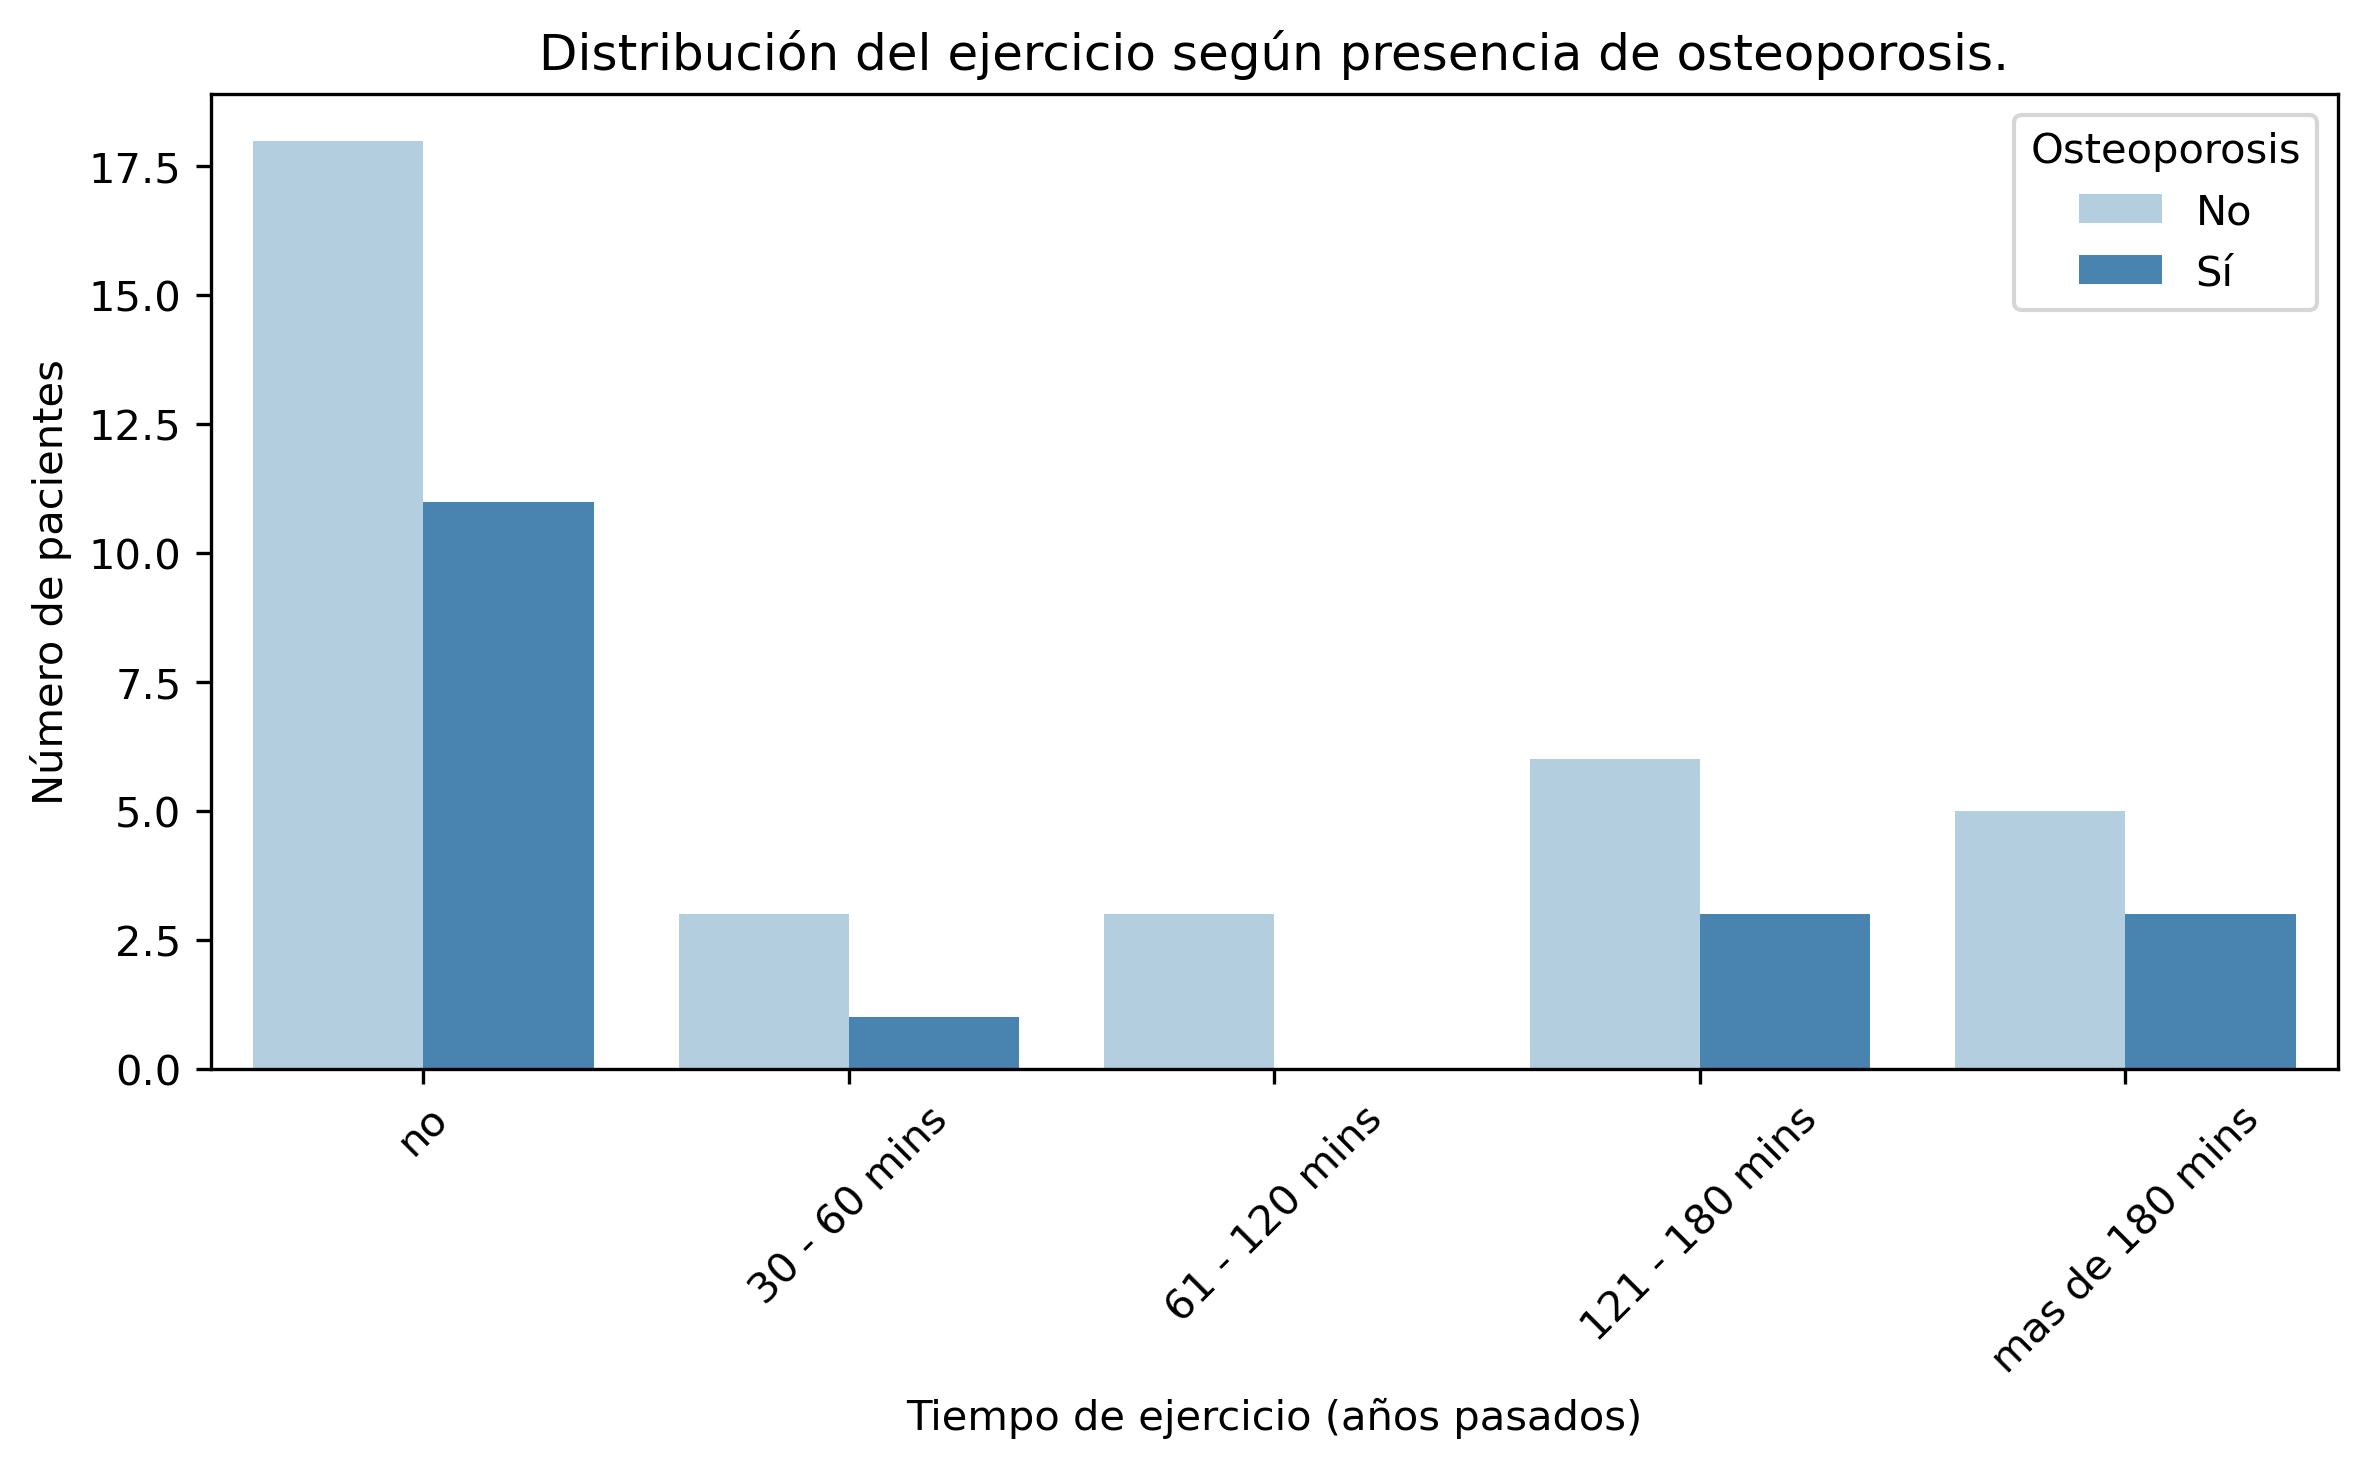 Distribución del ejercicio según presencia de osteoporosis.
Osteoporosis
No
Sí
Número de pacientes
17.5
15.0
12.5
10.0
7.5
5.0
2.5
0.0
no
30 - 60 mins
61 - 120 mins
121 - 180 mins
mas de 180 mins
Tiempo de ejercicio (años pasados)